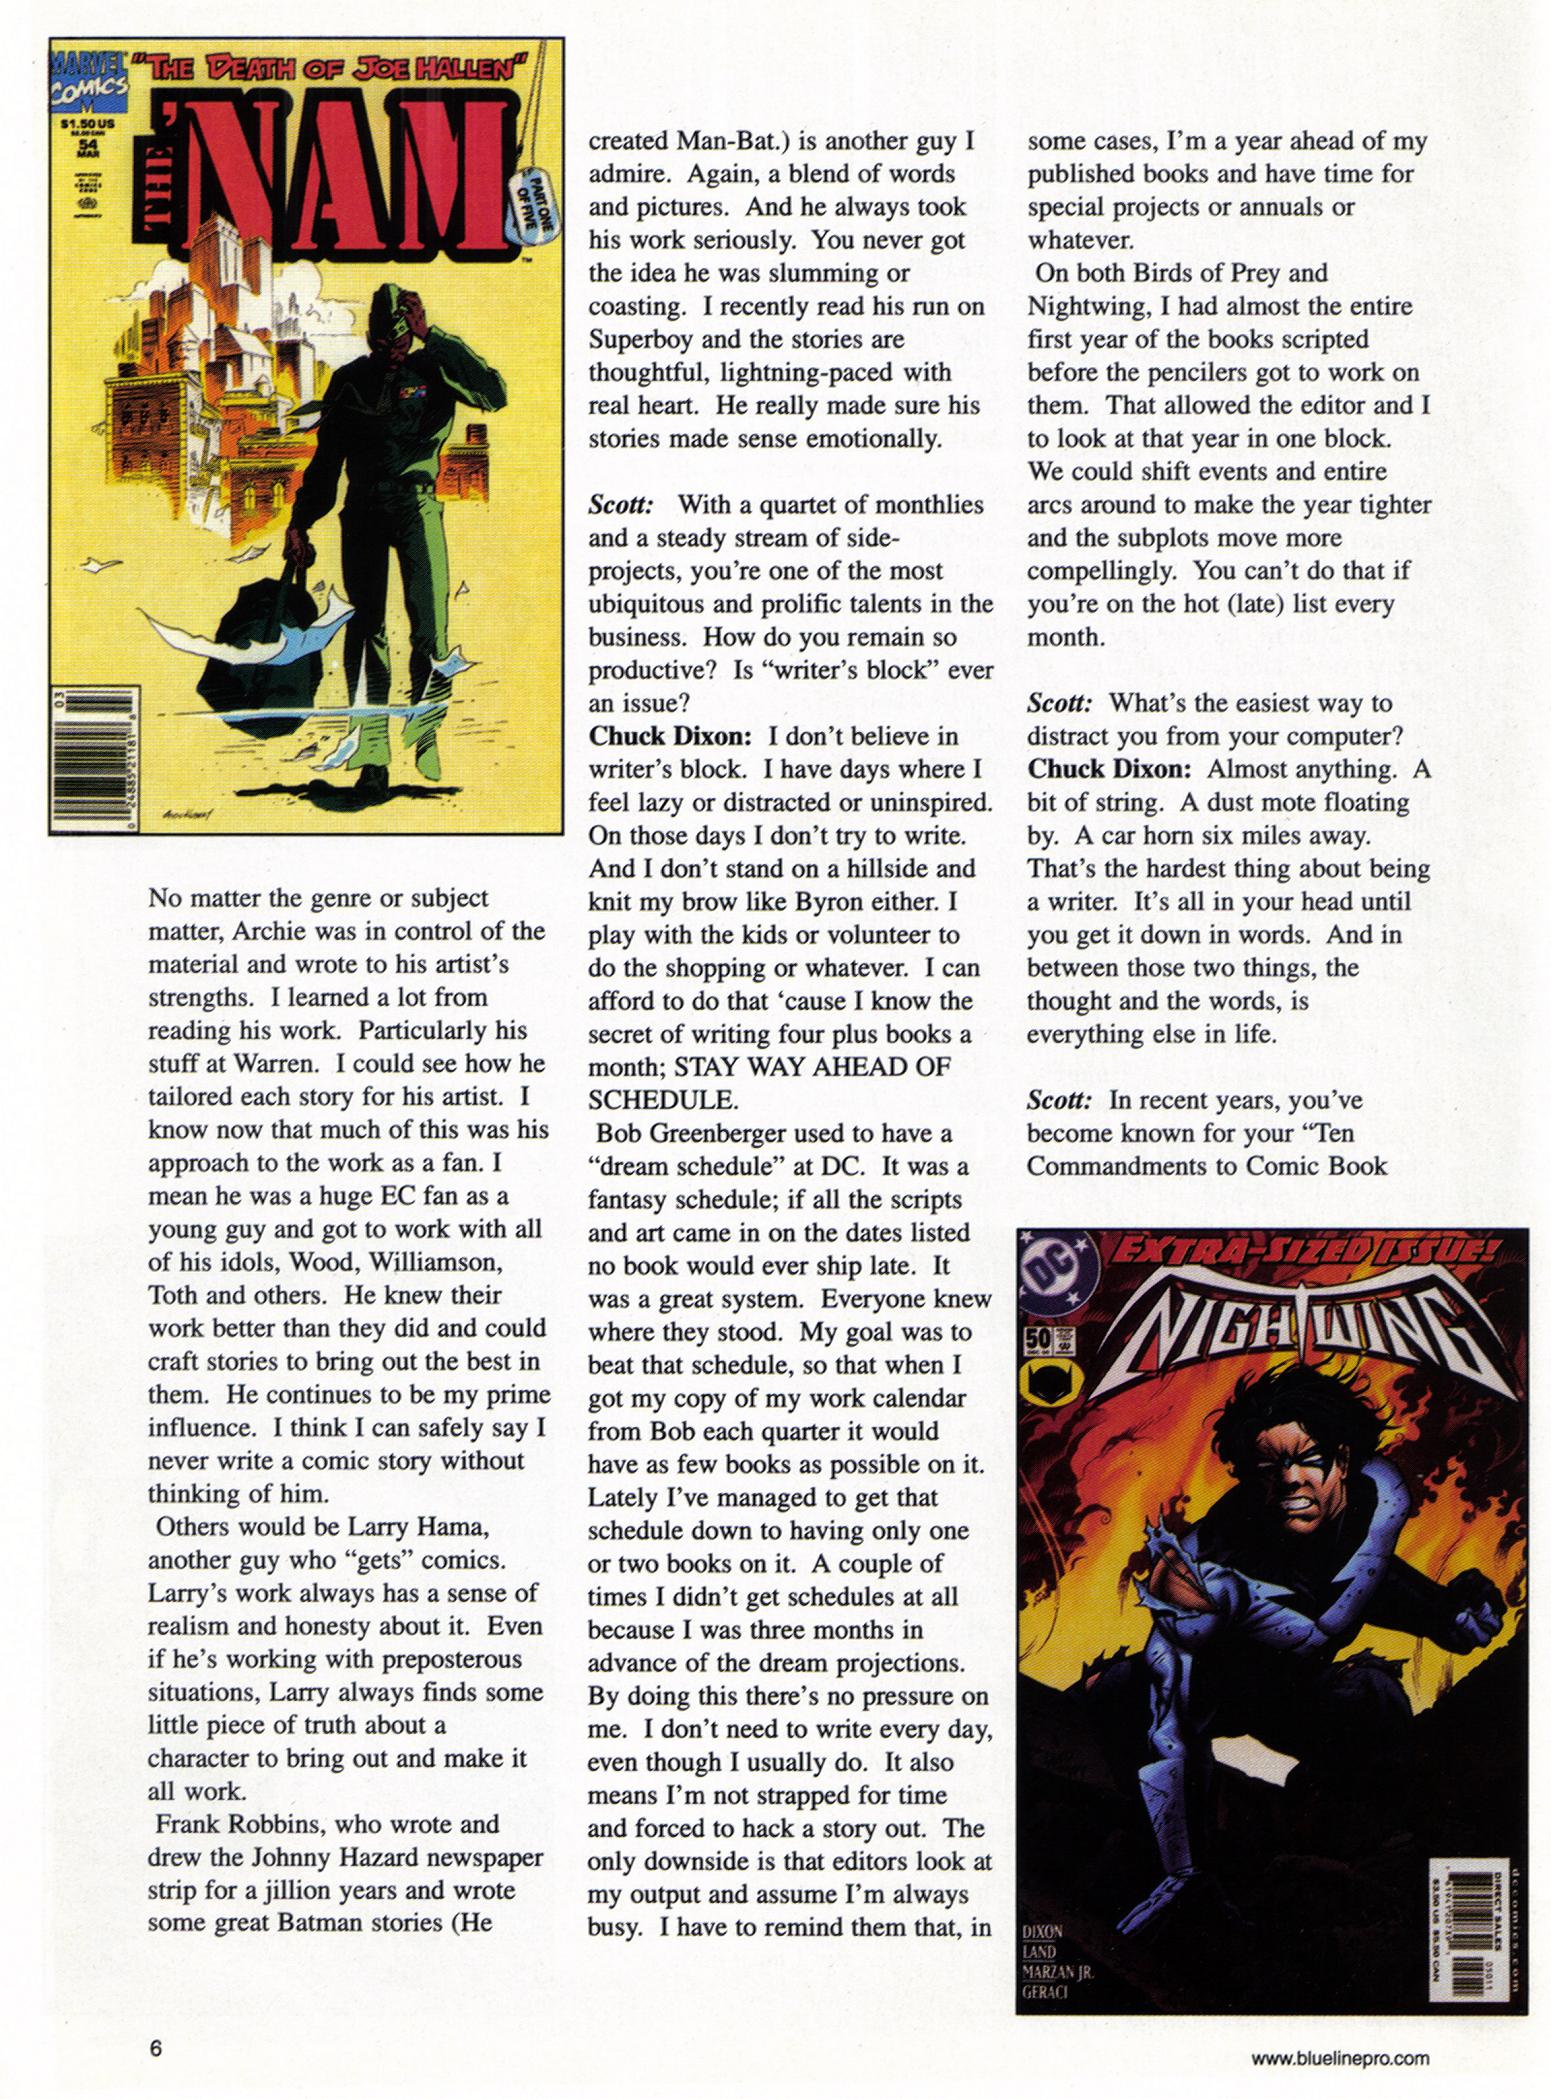 MARVEL
COMICS
"THE DEATH OF JOE HALLEN"
$1.50 US
54
MAR
APPROVED
BY THE
COMICS
CODE
AUTHORITY
THE 'NAM
PART ONE
OF FIVE
TM
03
No matter the genre or subject
matter, Archie was in control of the
material and wrote to his artist's
strengths.  I learned a lot from
reading his work.  Particularly his
stuff at Warren.  I could see how he
tailored each story for his artist.  I
know now that much of this was his
approach to the work as a fan. I
mean he was a huge EC fan as a
young guy and got to work with all
of his idols, Wood, Williamson,
Toth and others.  He knew their
work better than they did and could
craft stories to bring out the best in
them.  He continues to be my prime
influence.  I think I can safely say I
never write a comic story without
thinking of him.
Others would be Larry Hama,
another guy who “gets” comics.
Larry's work always has a sense of
realism and honesty about it.  Even
if he's working with preposterous
situations, Larry always finds some
little piece of truth about a
character to bring out and make it
all work.
Frank Robbins, who wrote and
drew the Johnny Hazard newspaper
strip for a jillion years and wrote
some great Batman stories (He
created Man-Bat.) is another guy I
admire.  Again, a blend of words
and pictures.  And he always took
his work seriously.  You never got
the idea he was slumming or
coasting.  I recently read his run on
Superboy and the stories are
thoughtful, lightning-paced with
real heart.  He really made sure his
stories made sense emotionally.
Scott:  With a quartet of monthlies
and a steady stream of side-
projects, you're one of the most
ubiquitous and prolific talents in the
business.  How do you remain so
productive?  Is “writer's block” ever
an issue?
Chuck Dixon:  I don't believe in
writer's block.  I have days where I
feel lazy or distracted or uninspired.
On those days I don't try to write.
And I don't stand on a hillside and
knit my brow like Byron either. I
play with the kids or volunteer to
do the shopping or whatever.  I can
afford to do that ‘cause I know the
secret of writing four plus books a
month; STAY WAY AHEAD OF
SCHEDULE.
Bob Greenberger used to have a
“dream schedule” at DC.  It was a
fantasy schedule; if all the scripts
and art came in on the dates listed
no book would ever ship late.  It
was a great system.  Everyone knew
where they stood.  My goal was to
beat that schedule, so that when I
got my copy of my work calendar
from Bob each quarter it would
have as few books as possible on it.
Lately I've managed to get that
schedule down to having only one
or two books on it.  A couple of
times I didn't get schedules at all
because I was three months in
advance of the dream projections.
By doing this there's no pressure on
me.  I don't need to write every day,
even though I usually do.  It also
means I'm not strapped for time
and forced to hack a story out.  The
only downside is that editors look at
my output and assume I'm always
busy.  I have to remind them that, in
some cases, I'm a year ahead of my
published books and have time for
special projects or annuals or
whatever.
On both Birds of Prey and
Nightwing, I had almost the entire
first year of the books scripted
before the pencilers got to work on
them.  That allowed the editor and I
to look at that year in one block.
We could shift events and entire
arcs around to make the year tighter
and the subplots move more
compellingly.  You can't do that if
you're on the hot (late) list every
month.
Scott:  What's the easiest way to
distract you from your computer?
Chuck Dixon:  Almost anything.  A
bit of string.  A dust mote floating
by.  A car horn six miles away.
That's the hardest thing about being
a writer.  It's all in your head until
you get it down in words.  And in
between those two things, the
thought and the words, is
everything else in life.
Scott:  In recent years, you've
become known for your “Ten
Commandments to Comic Book
DC
EXTRA-SIZED ISSUE!
NIGHTWING
50
DIXON
LAND
MARZAN JR.
GERACI
DIRECT SALES
$3.50 US $5.50 CAN
dccomics.com
6
www.bluelinepro.com